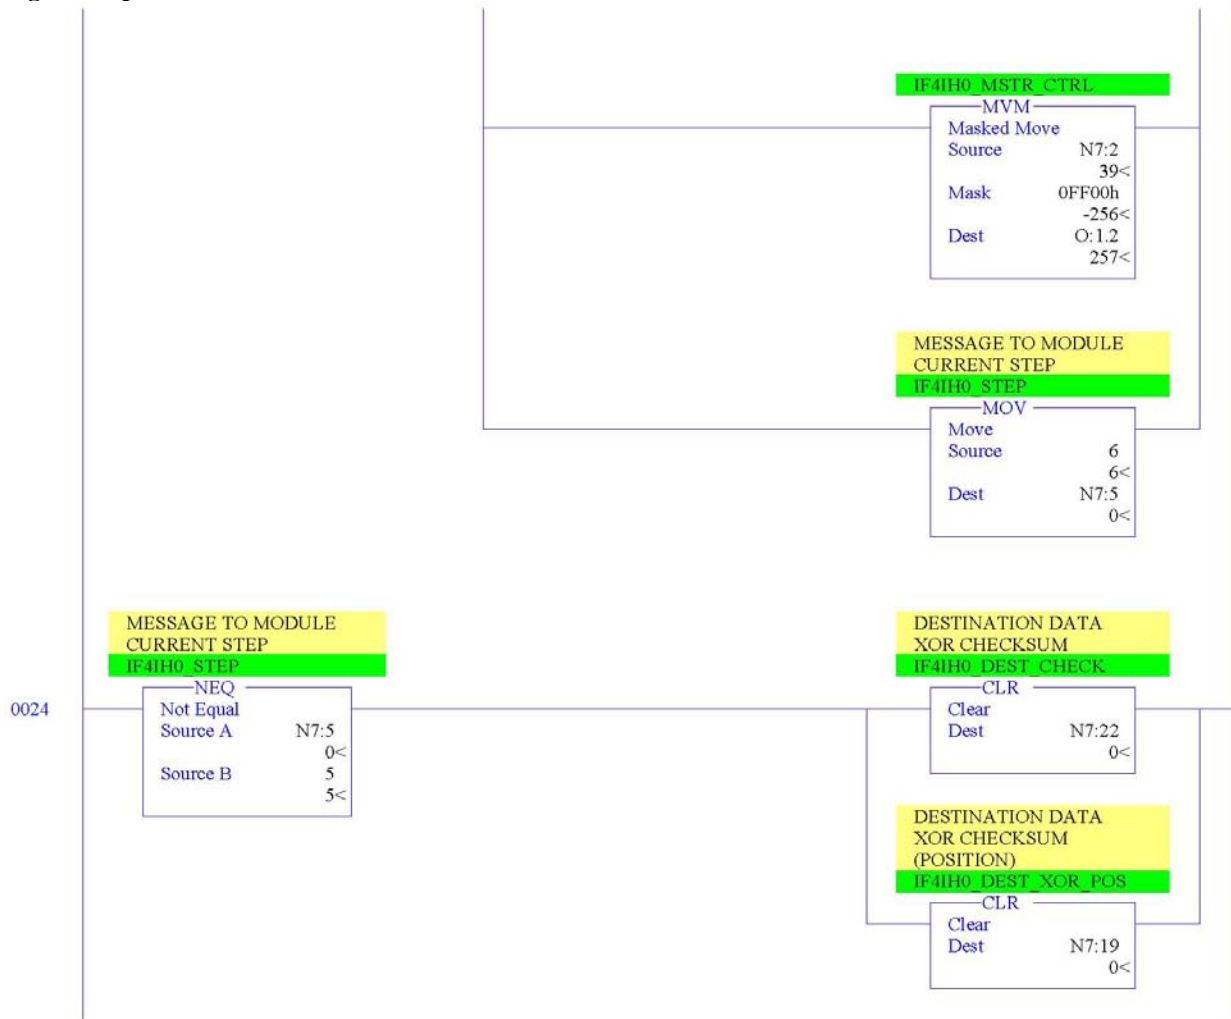 IF4IH0_MSTR_CTRL
MVM
Masked Move
Source N7:2
39<
Mask 0FF00h
-256<
Dest O:1.2
257<
MESSAGE TO MODULE
CURRENT STEP
IF4IH0_STEP
MOV
Move
Source 6
6<
Dest N7:5
0<
MESSAGE TO MODULE
CURRENT STEP
IF4IH0_STEP
NEQ
0024
Not Equal
Source A N7:5
0<
Source B 5
5<
DESTINATION DATA
XOR CHECKSUM
IF4IH0_DEST_CHECK
CLR
Clear
Dest N7:22
0<
DESTINATION DATA
XOR CHECKSUM
(POSITION)
IF4IH0_DEST_XOR_POS
CLR
Clear
Dest N7:19
0<